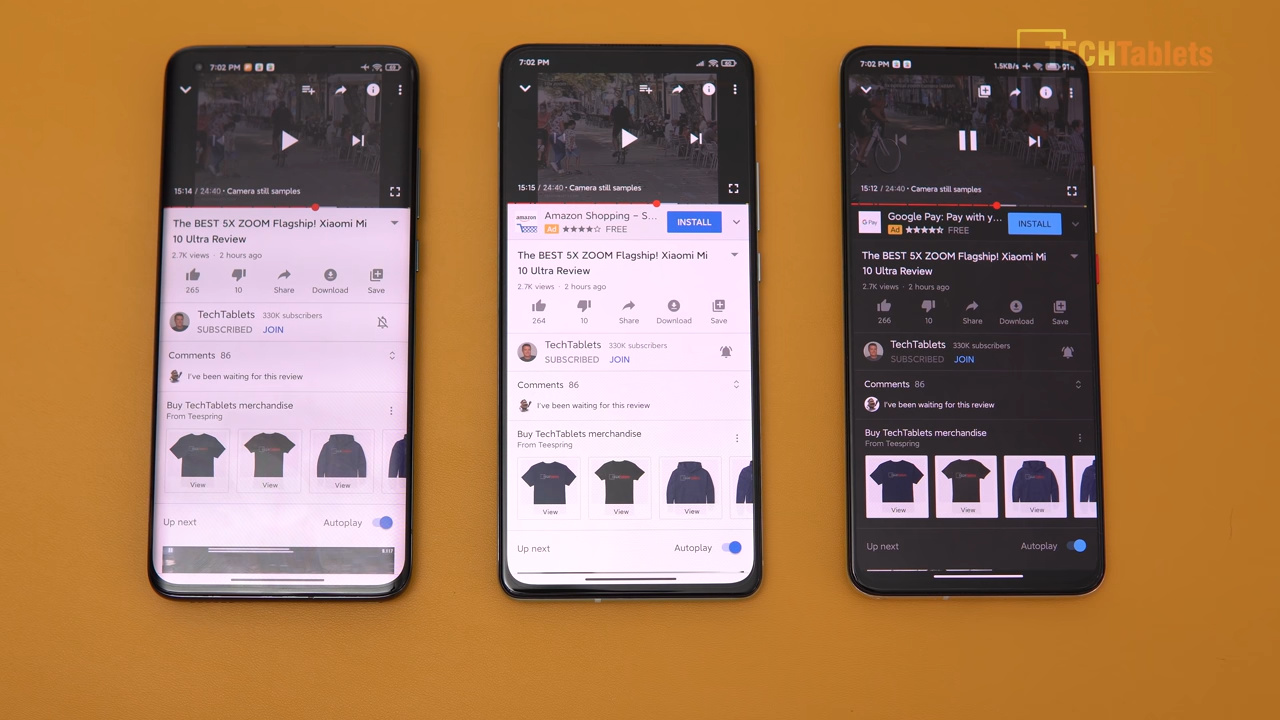 TECHTablets
7:02 PM
15:14 / 24:40 • Camera still samples
The BEST 5X ZOOM Flagship! Xiaomi Mi
10 Ultra Review
2.7K views · 2 hours ago
265
10
Share
Download
Save
TechTablets 330K subscribers
SUBSCRIBED JOIN
Comments 86
I've been waiting for this review
Buy TechTablets merchandise
From Teespring
View
View
View
Up next
Autoplay
7:02 PM
15:15 / 24:40 • Camera still samples
amazon
Amazon Shopping - S...
Ad FREE
INSTALL
The BEST 5X ZOOM Flagship! Xiaomi Mi
10 Ultra Review
2.7K views · 2 hours ago
264
10
Share
Download
Save
TechTablets 330K subscribers
SUBSCRIBED JOIN
Comments 86
I've been waiting for this review
Buy TechTablets merchandise
From Teespring
View
View
View
Up next
Autoplay
7:02 PM
1.5KB/s
15:12 / 24:40 • Camera still samples
G Pay
Google Pay: Pay with y...
Ad FREE
INSTALL
The BEST 5X ZOOM Flagship! Xiaomi Mi
10 Ultra Review
2.7K views · 2 hours ago
266
10
Share
Download
Save
TechTablets 330K subscribers
SUBSCRIBED JOIN
Comments 86
I've been waiting for this review
Buy TechTablets merchandise
From Teespring
View
View
View
Up next
Autoplay